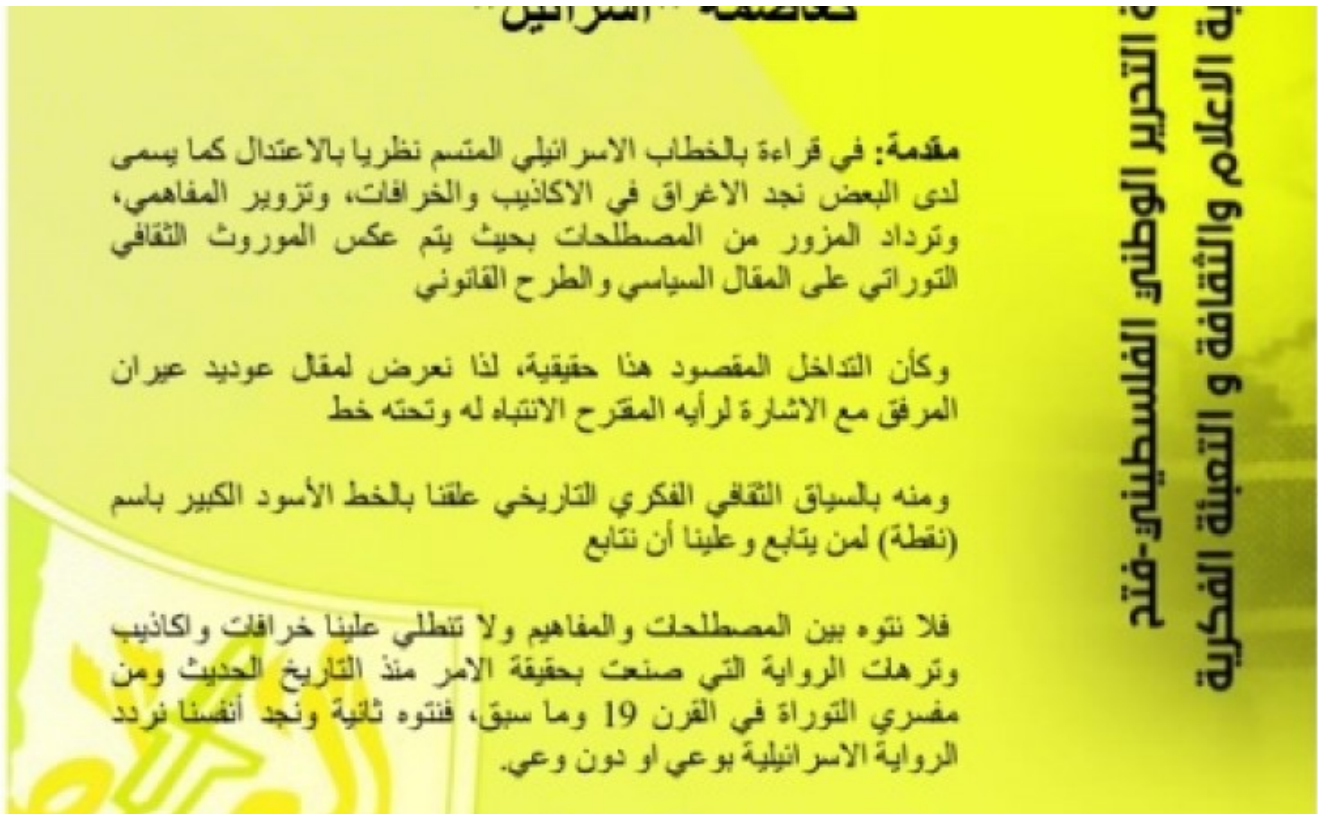 كعاصمة "اسرائيل"
مقدمة: في قراءة بالخطاب الاسرائيلي المتسم نظريا بالاعتدال كما يسمى
لدى البعض نجد الاغراق في الاكاذيب والخرافات، وتزوير المفاهمي،
وترداد المزور من المصطلحات بحيث يتم عكس الموروث الثقافي
التوراتي على المقال السياسي والطرح القانوني
وكأن التداخل المقصود هذا حقيقية، لذا نعرض لمقال عوديد عيران
المرفق مع الاشارة لرأيه المقترح الانتباه له وتحته خط
ومنه بالسياق الثقافي الفكري التاريخي علقنا بالخط الأسود الكبير باسم
(نقطة) لمن يتابع وعلينا أن نتابع
فلا نتوه بين المصطلحات والمفاهيم ولا تنطلي علينا خرافات واكاذيب
وترهات الرواية التي صنعت بحقيقة الامر منذ التاريخ الحديث ومن
مفسري التوراة في القرن 19 وما سبق، فنتوه ثانية ونجد أنفسنا نردد
الرواية الاسرائيلية بوعي او دون وعي.
التحرير الوطني الفلسطيني-فتح
الاعلام والثقافة و التعبئة الفكرية